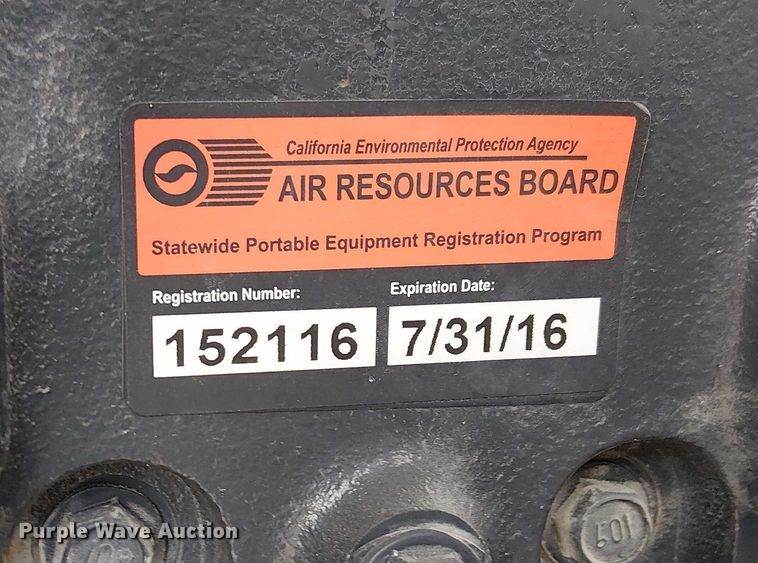 California Environmental Protection Agency
AIR RESOURCES BOARD
Statewide Portable Equipment Registration Program
Registration Number:
Expiration Date:
152116
7/31/16
Purple Wave Auction